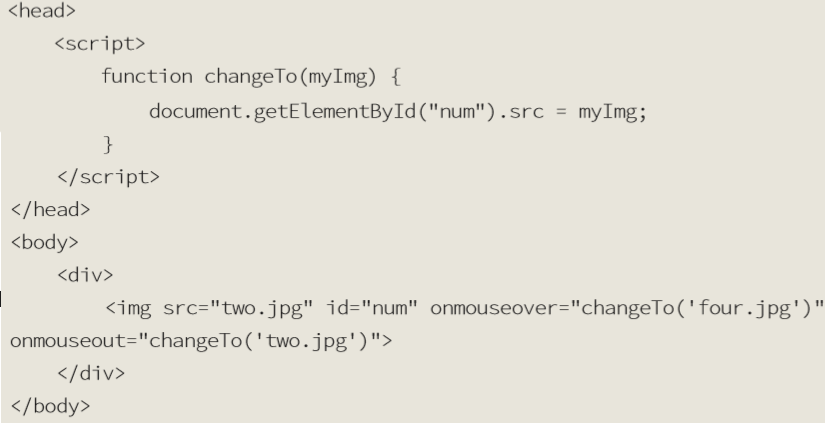 <head>
<script>
function changeTo(myImg) {
document.getElementById("num").src = myImg;
}
</script>
</head>
<body>
<div>
<img src="two.jpg" id="num" onmouseover="changeTo('four.jpg')"
onmouseout="changeTo('two.jpg')">
</div>
</body>